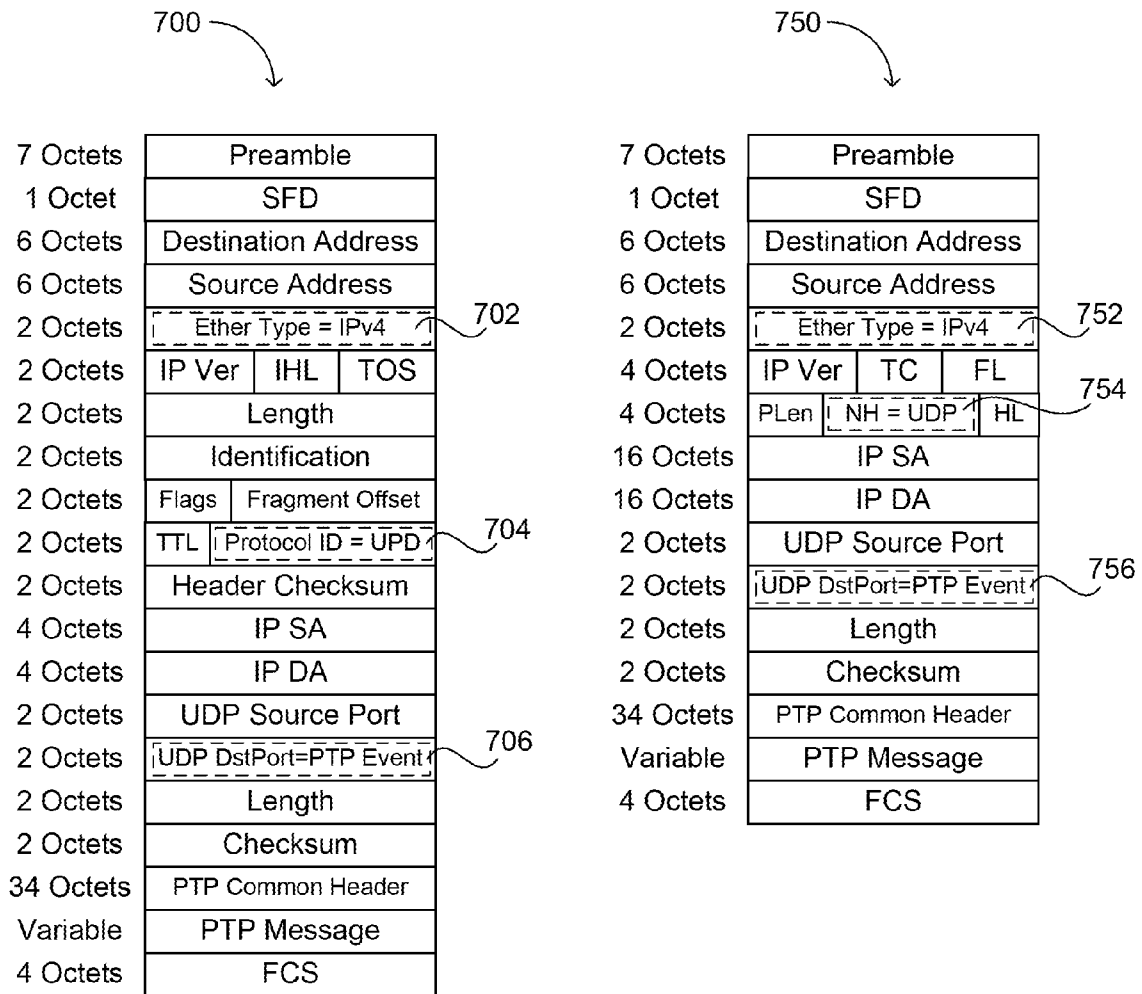 700
7 Octets Preamble
1 Octet SFD
6 Octets Destination Address
6 Octets Source Address
2 Octets Ether Type = IPv4 702
2 Octets IP Ver IHL TOS
2 Octets Length
2 Octets Identification
2 Octets Flags Fragment Offset
2 Octets TTL Protocol ID = UPD 704
2 Octets Header Checksum
4 Octets IP SA
4 Octets IP DA
2 Octets UDP Source Port
2 Octets UDP DstPort=PTP Event 706
2 Octets Length
2 Octets Checksum
34 Octets PTP Common Header
Variable PTP Message
4 Octets FCS
750
7 Octets Preamble
1 Octet SFD
6 Octets Destination Address
6 Octets Source Address
2 Octets Ether Type = IPv4 752
4 Octets IP Ver TC FL
4 Octets PLen NH = UDP HL 754
16 Octets IP SA
16 Octets IP DA
2 Octets UDP Source Port
2 Octets UDP DstPort=PTP Event 756
2 Octets Length
2 Octets Checksum
34 Octets PTP Common Header
Variable PTP Message
4 Octets FCS